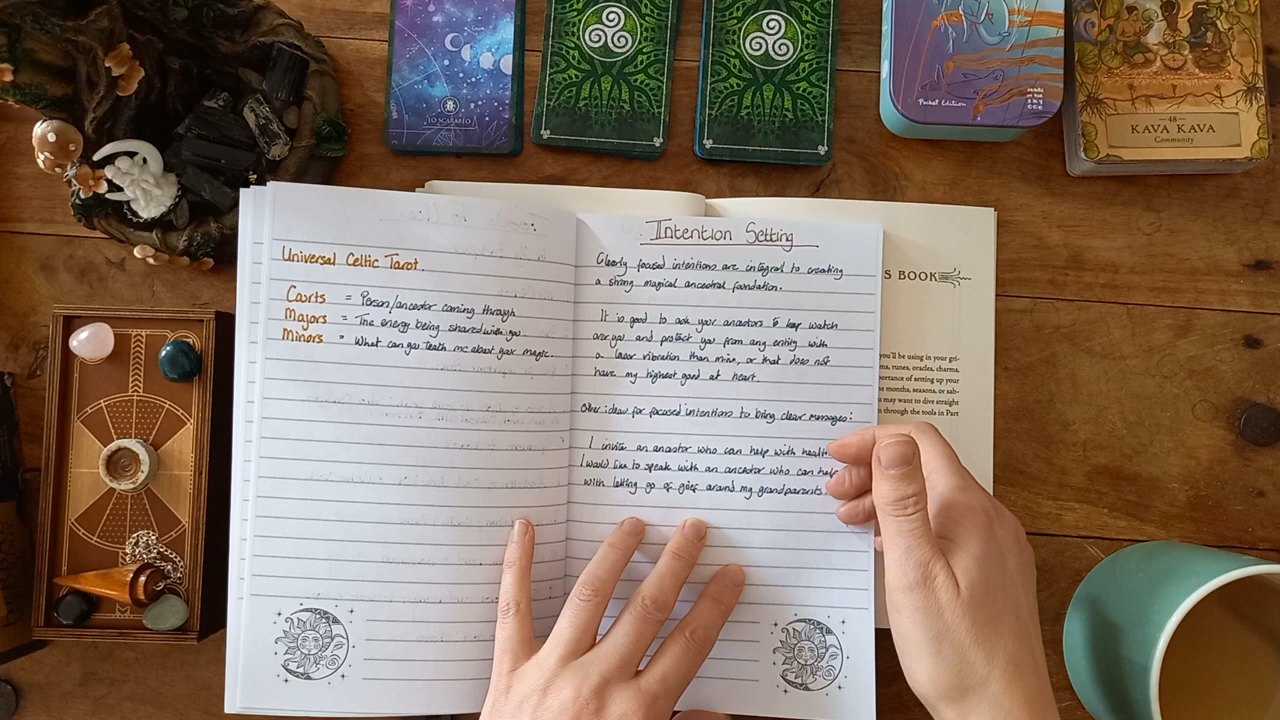 LO SCARABEO
Pocket Edition
48
KAVA KAVA
Community
Universal Celtic Tarot.
Courts = Person/ancestor coming through
Majors = The energy being shared with you
Minors = What can you teach me about your magic
Intention Setting
Clearly focused intentions are integral to creating
a strong magical ancestral foundation.
It is good to ask your ancestors to keep watch
over you and protect you from any entity with
a lower vibration than mine, or that does not
have my highest good at heart.
Other ideas for focused intentions to bring clear messages:
I invite an ancestor who can help with
I would like to speak with an ancestor who can help
with letting go of grief around my grandparents.
S BOOK
you'll be using in your gri-
ms, runes, oracles, charms,
portance of setting up your
e months, seasons, or sab-
u may want to dive straight
n through the tools in Part